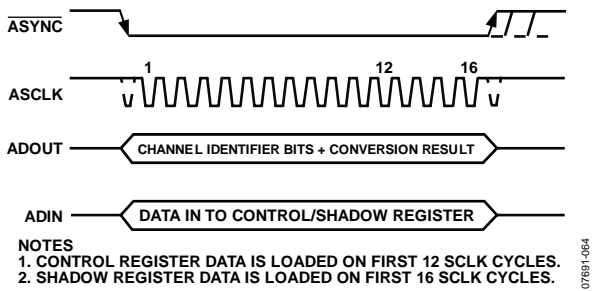 ASYNC
1 12 16
ASCLK
ADOUT CHANNEL IDENTIFIER BITS + CONVERSION RESULT
ADIN DATA IN TO CONTROL/SHADOW REGISTER
NOTES
1. CONTROL REGISTER DATA IS LOADED ON FIRST 12 SCLK CYCLES.
2. SHADOW REGISTER DATA IS LOADED ON FIRST 16 SCLK CYCLES.
07691-064